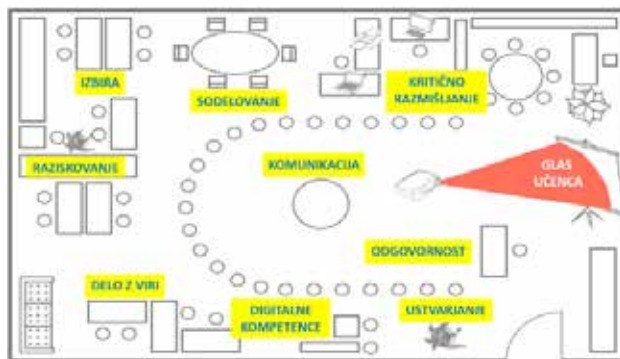 IZBIRA
SODELOVANJE
KRITIČNO
RAZMIŠLJANJE
RAZISKOVANJE
KOMUNIKACIJA
GLAS
UČENCA
ODGOVORNOST
DELO Z VIRI
DIGITALNE
KOMPETENCE
USTVARJANJE